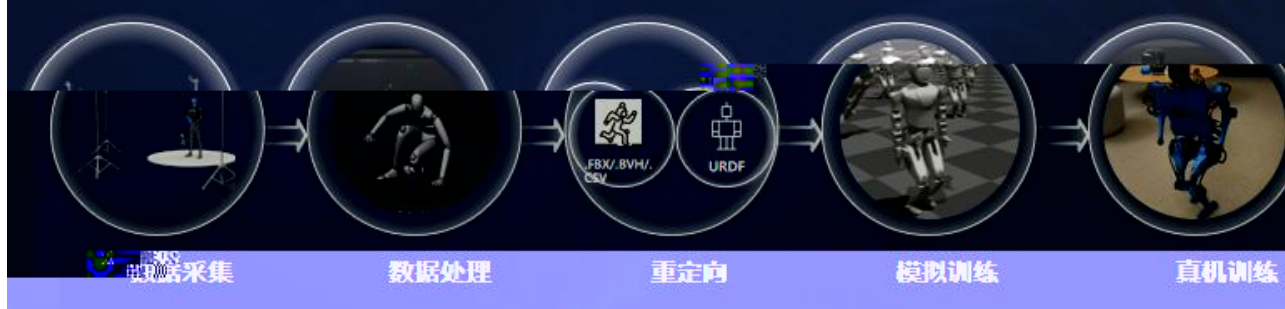 .FBX/.BVH/.
CSV
URDF
数据采集
数据处理
重定向
模拟训练
真机训练